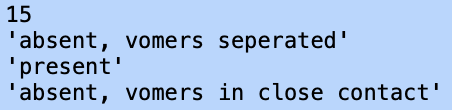 15
'absent, vomers seperated'
'present'
'absent, vomers in close contact'